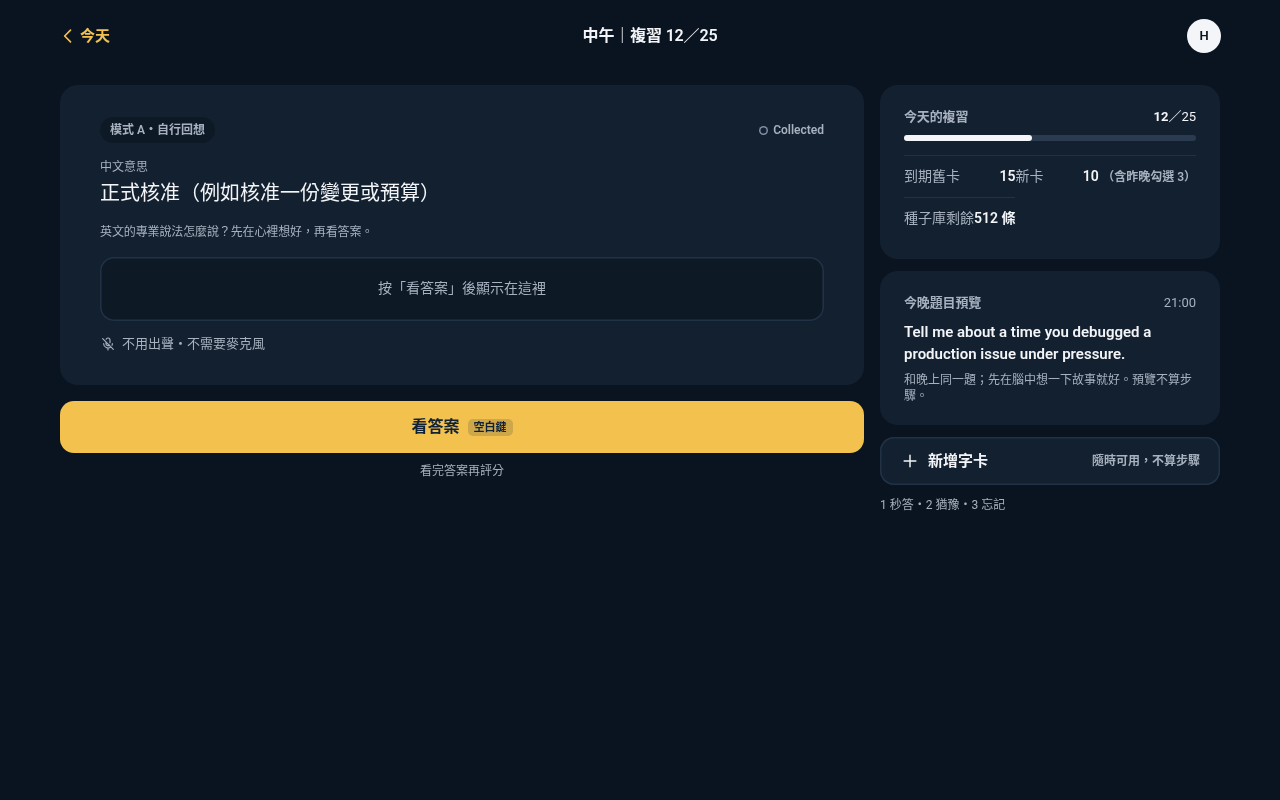 今天
中午｜複習 12／25
H
模式 A・自行回想
Collected
中文意思
正式核准（例如核准一份變更或預算）
英文的專業說法怎麼說？先在心裡想好，再看答案。
按「看答案」後顯示在這裡
不用出聲・不需要麥克風
看答案 空白鍵
看完答案再評分
今天的複習 12／25
到期舊卡 15新卡 10（含昨晚勾選 3）
種子庫剩餘512 條
今晚題目預覽 21:00
Tell me about a time you debugged a
production issue under pressure.
和晚上同一題；先在腦中想一下故事就好。預覽不算步
驟。
新增字卡 隨時可用，不算步驟
1 秒答・2 猶豫・3 忘記